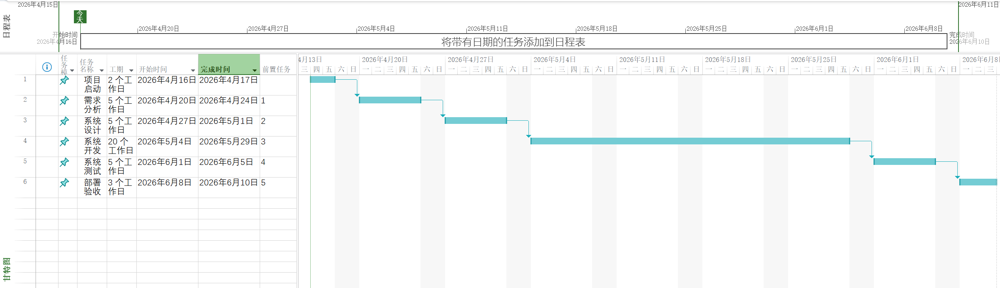 2026年4月15日
2026年6月11日
今天
日程表
2026年4月20日
2026年4月27日
2026年5月4日
2026年5月11日
2026年5月18日
2026年5月25日
2026年6月1日
2026年6月8日
开始时间
2026年4月16日
将带有日期的任务添加到日程表
完成时间
2026年6月10日
任务模
任务名称
工期
开始时间
完成时间
前置任务
4月13日
2026年4月20日
2026年4月27日
2026年5月4日
2026年5月11日
2026年5月18日
2026年5月25日
2026年6月1日
2026年6月8
三 四 五 六 日 一 二 三 四 五 六 日 一 二 三 四 五 六 日 一 二 三 四 五 六 日 一 二 三 四 五 六 日 一 二 三 四 五 六 日 一 二 三 四 五 六 日 一 二 三 四 五 六 日 一 二 三
1 项目启动 2 个工作日 2026年4月16日 2026年4月17日
2 需求分析 5 个工作日 2026年4月20日 2026年4月24日 1
3 系统设计 5 个工作日 2026年4月27日 2026年5月1日 2
4 系统开发 20 个工作日 2026年5月4日 2026年5月29日 3
5 系统测试 5 个工作日 2026年6月1日 2026年6月5日 4
6 部署验收 3 个工作日 2026年6月8日 2026年6月10日 5
甘特图